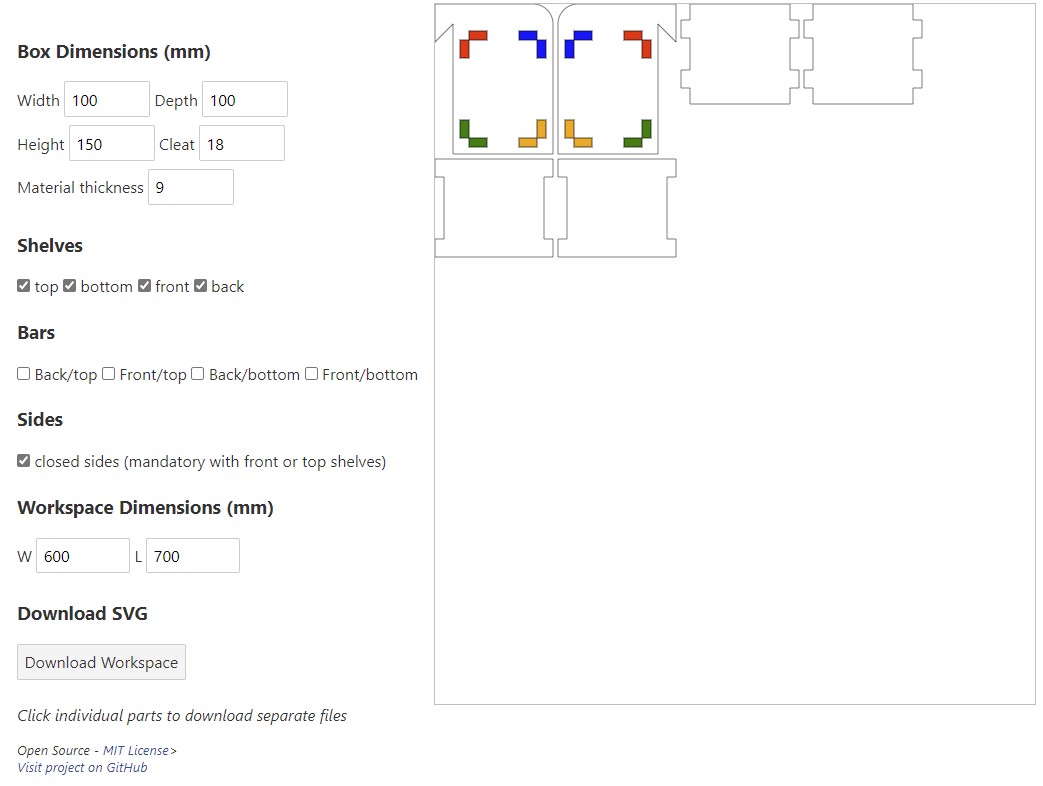 Box Dimensions (mm)
Width 100 Depth 100
Height 150 Cleat 18
Material thickness 9
Shelves
top bottom front back
Bars
Back/top Front/top Back/bottom Front/bottom
Sides
closed sides (mandatory with front or top shelves)
Workspace Dimensions (mm)
W 600 L 700
Download SVG
Download Workspace
Click individual parts to download separate files
Open Source - MIT License>
Visit project on GitHub